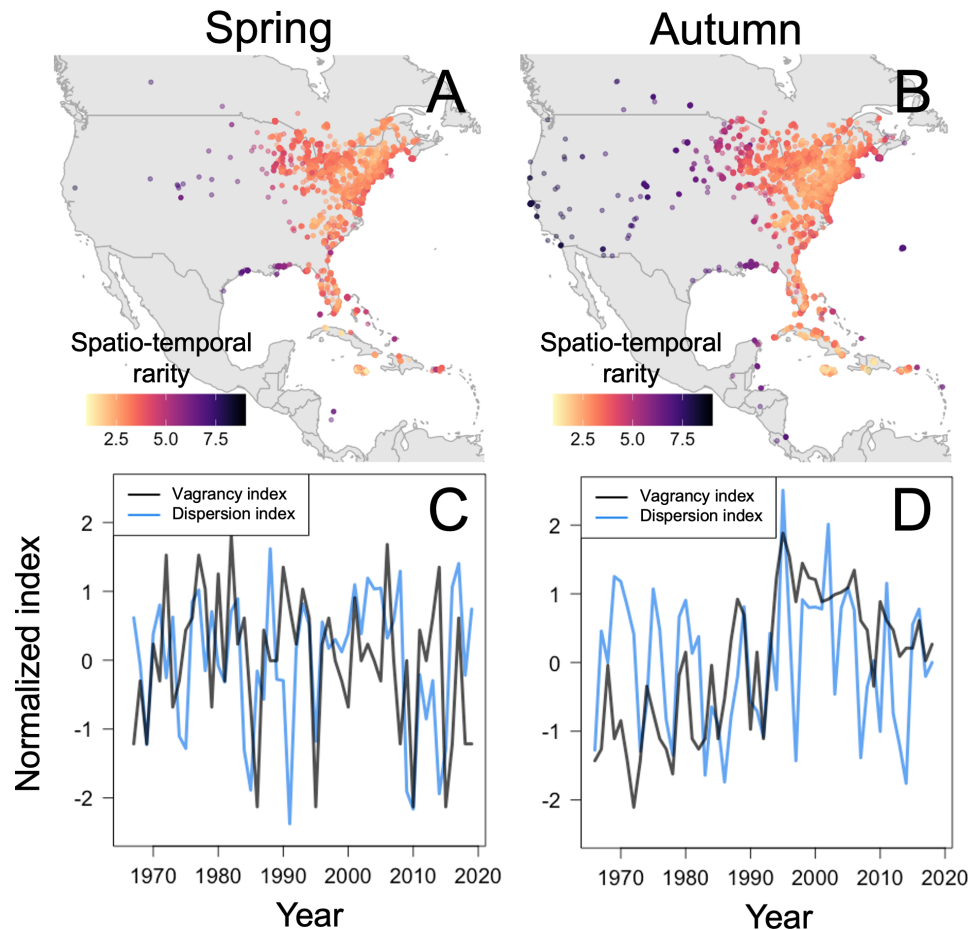 Spring
Autumn
A
B
Spatio-temporal
rarity
2.5 5.0 7.5
Spatio-temporal
rarity
2.5 5.0 7.5
Vagrancy index
Dispersion index
C
Vagrancy index
Dispersion index
D
Normalized index
2
1
0
-1
-2
2
1
0
-1
-2
1970 1980 1990 2000 2010 2020
1970 1980 1990 2000 2010 2020
Year
Year